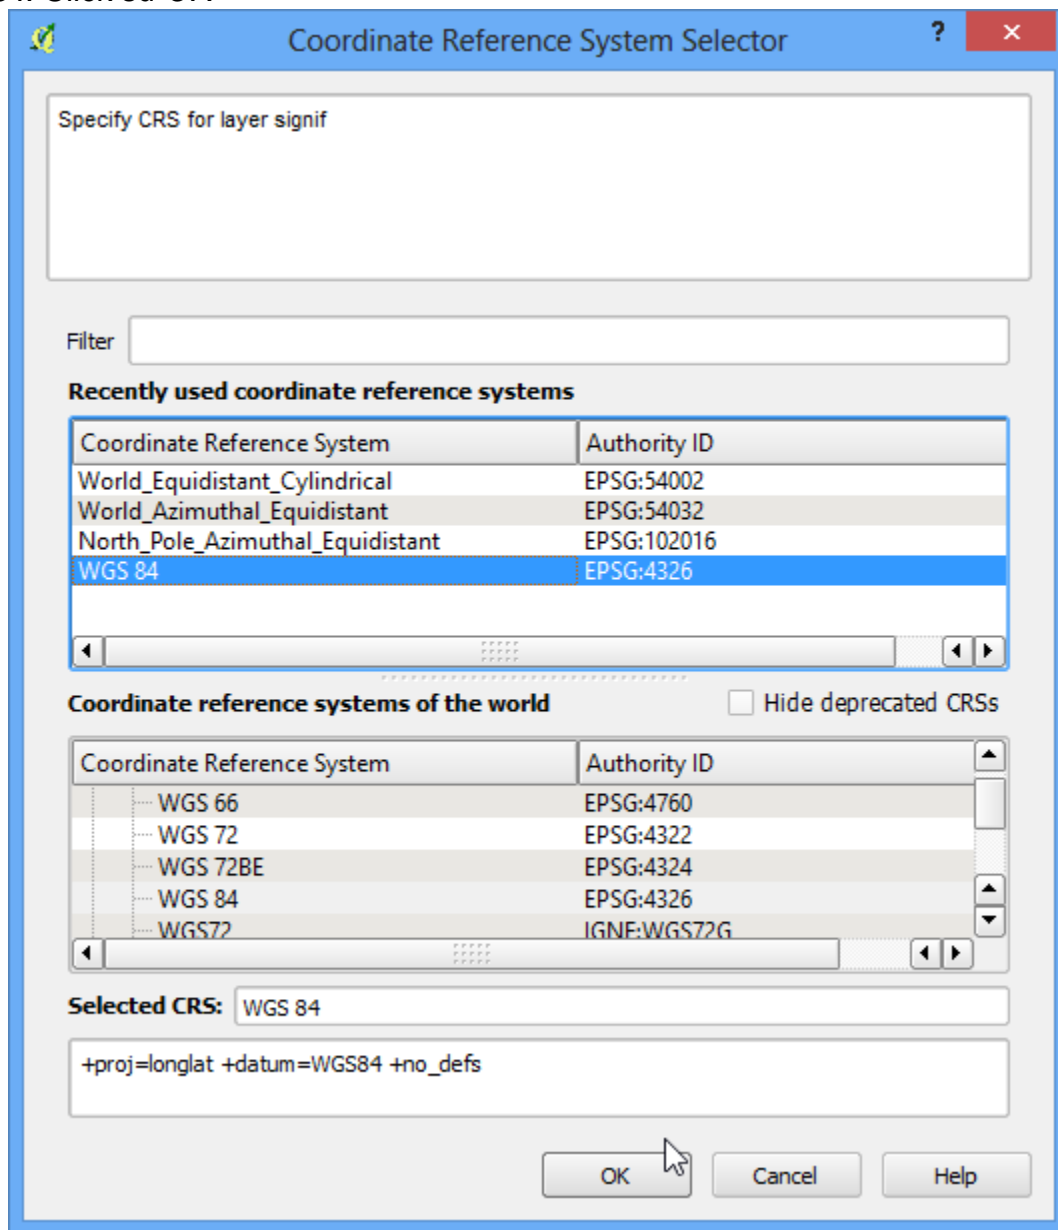 Coordinate Reference System Selector ?
Specify CRS for layer signif
Filter
Recently used coordinate reference systems
Coordinate Reference System Authority ID
World_Equidistant_Cylindrical EPSG:54002
World_Azimuthal_Equidistant EPSG:54032
North_Pole_Azimuthal_Equidistant EPSG:102016
WGS 84 EPSG:4326
Coordinate reference systems of the world Hide deprecated CRSs
Coordinate Reference System Authority ID
WGS 66 EPSG:4760
WGS 72 EPSG:4322
WGS 72BE EPSG:4324
WGS 84 EPSG:4326
WGS72 IGNF:WGS72G
Selected CRS: WGS 84
+proj=longlat +datum=WGS84 +no_defs
OK Cancel Help